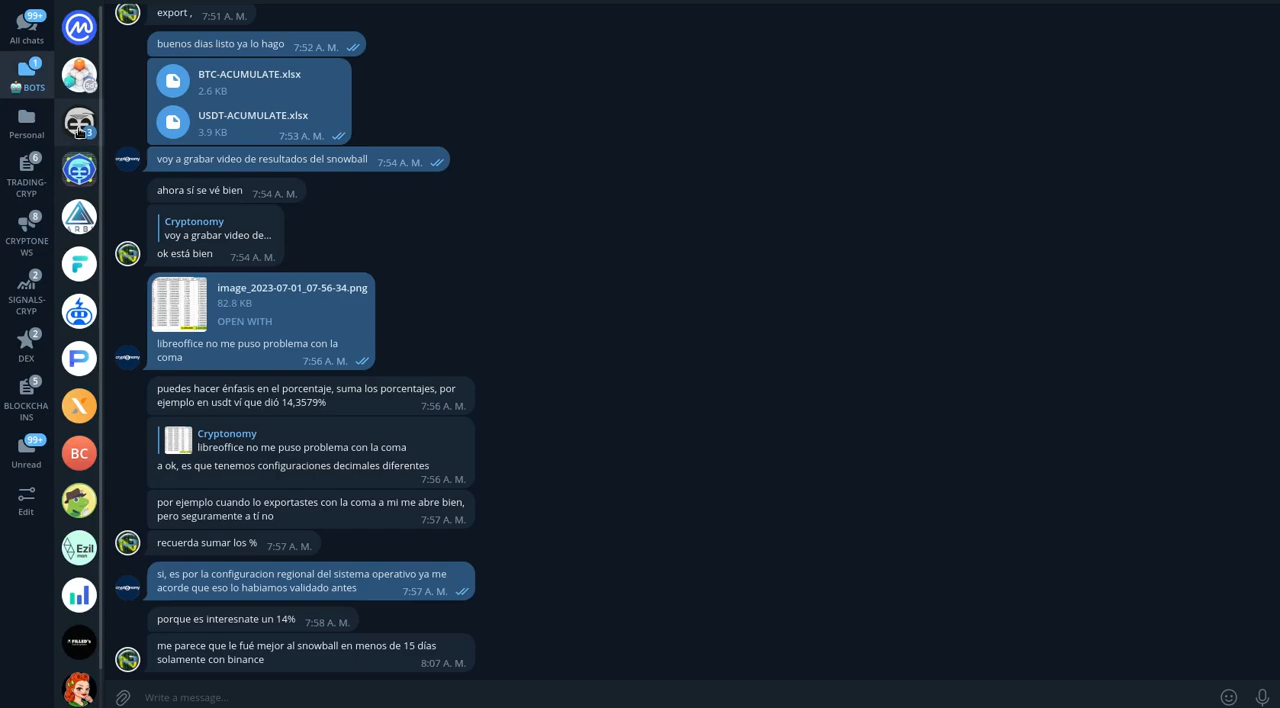 99+
All chats
1
BOTS
Personal
6
TRADING-
CRYP
8
CRYPTONE
WS
2
SIGNALS-
CRYP
2
DEX
5
BLOCKCHA
INS
99+
Unread
Edit
3
ARB
BC
Ezil
FILLER's
export , 7:51 A. M.
buenos dias listo ya lo hago 7:52 A. M.
BTC-ACUMULATE.xlsx
2.6 KB
USDT-ACUMULATE.xlsx
3.9 KB 7:53 A. M.
cryptonomy
voy a grabar video de resultados del snowball 7:54 A. M.
ahora sí se vé bien 7:54 A. M.
Cryptonomy
voy a grabar video de...
ok está bien 7:54 A. M.
image_2023-07-01_07-56-34.png
82.8 KB
OPEN WITH
libreoffice no me puso problema con la
coma 7:56 A. M.
cryptonomy
puedes hacer énfasis en el porcentaje, suma los porcentajes, por
ejemplo en usdt ví que dió 14,3579% 7:56 A. M.
Cryptonomy
libreoffice no me puso problema con la coma
a ok, es que tenemos configuraciones decimales diferentes
7:56 A. M.
por ejemplo cuando lo exportastes con la coma a mi me abre bien,
pero seguramente a tí no 7:57 A. M.
recuerda sumar los % 7:57 A. M.
si, es por la configuracion regional del sistema operativo ya me
acorde que eso lo habiamos validado antes 7:57 A. M.
cryptonomy
porque es interesnate un 14% 7:58 A. M.
me parece que le fué mejor al snowball en menos de 15 días
solamente con binance 8:07 A. M.
Write a message...